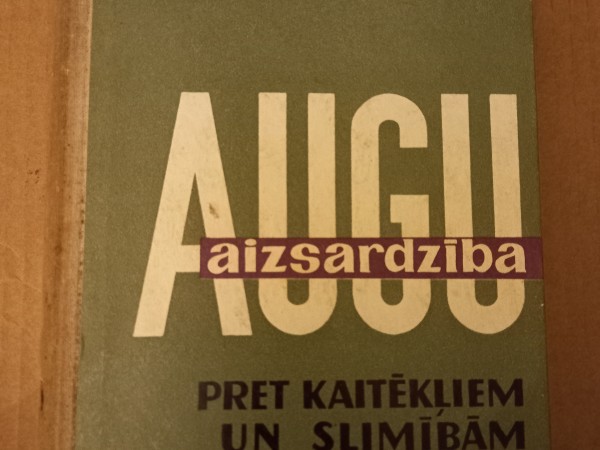 AUGU
aizsardzība
PRET KAITĒKĻIEM
UN SLIMĪBĀM